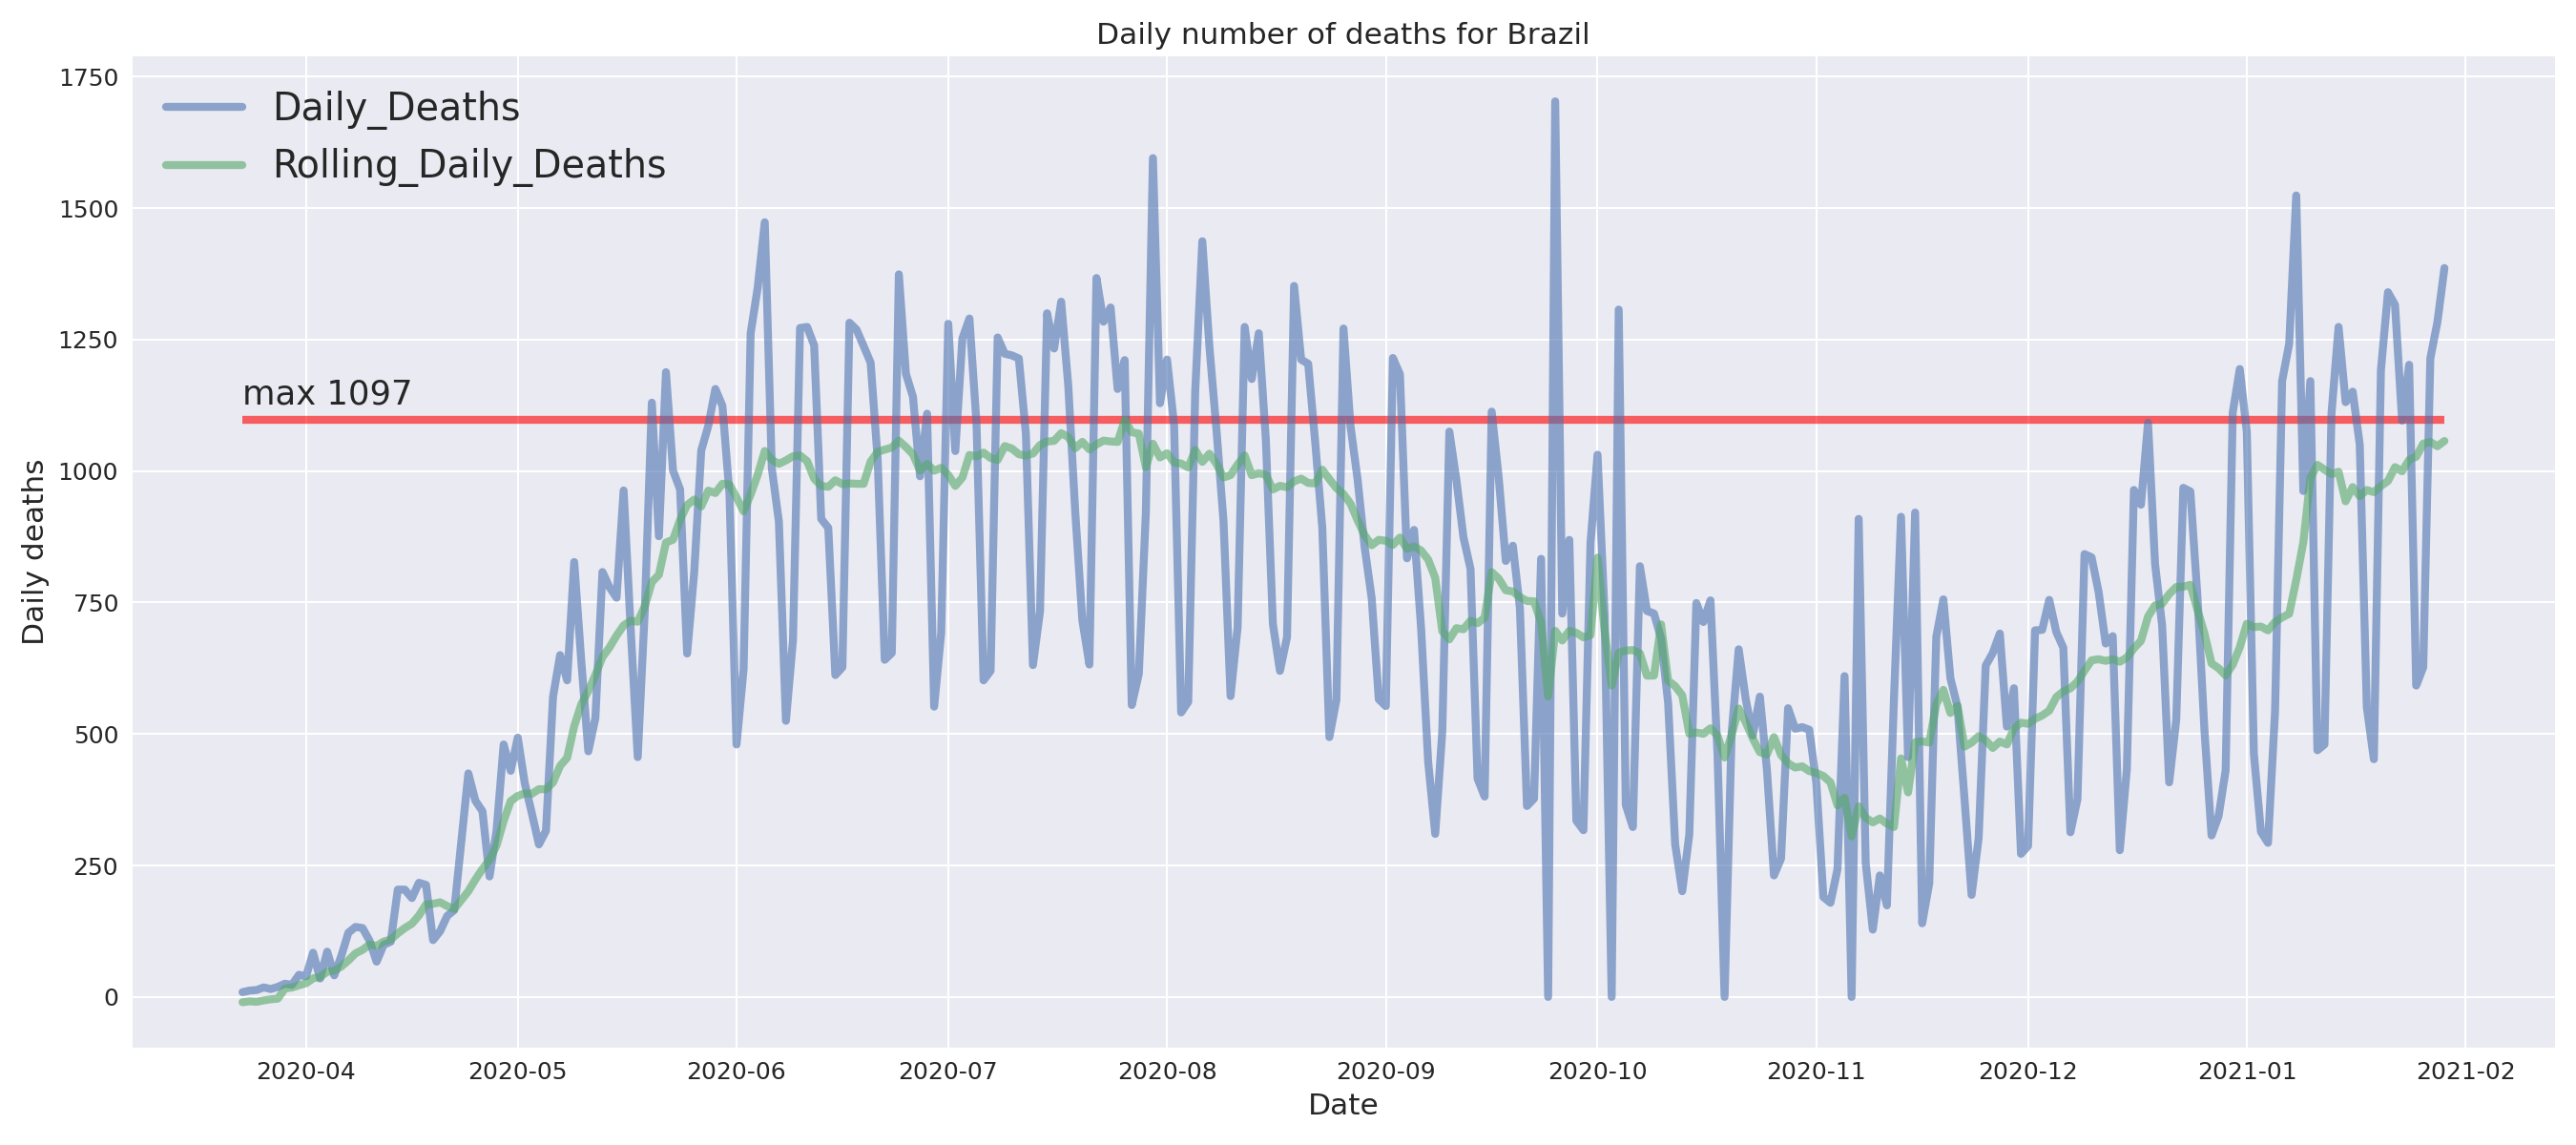 Daily number of deaths for Brazil
1750
1500
1250
1000
750
500
250
0
Daily deaths
Daily_Deaths
Rolling_Daily_Deaths
max 1097
2020-04 2020-05 2020-06 2020-07 2020-08 2020-09 2020-10 2020-11 2020-12 2021-01 2021-02
Date